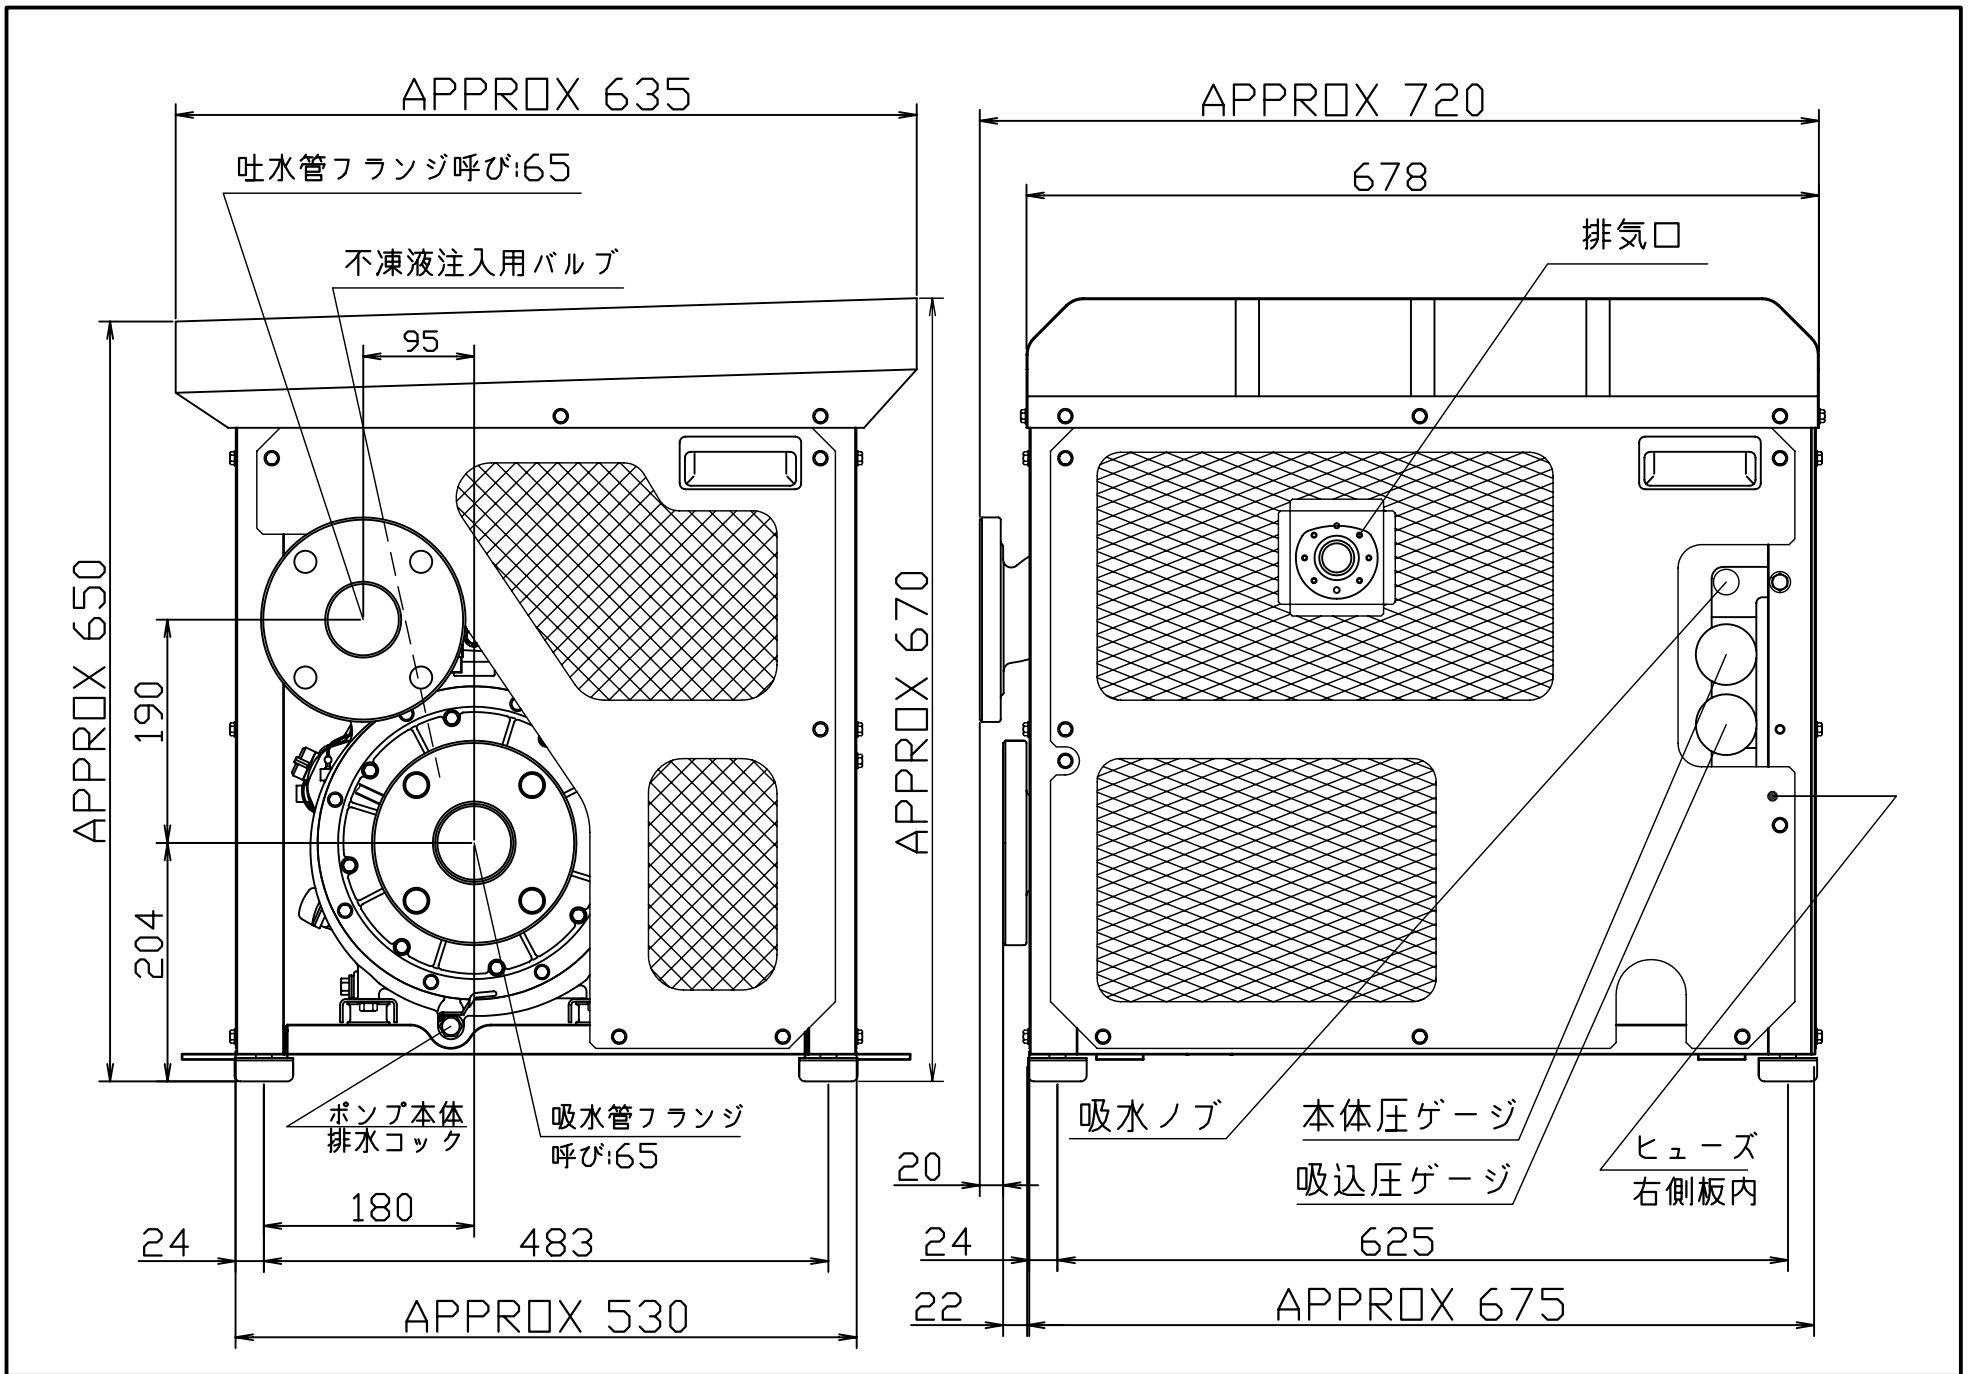 APPROX 635
APPROX 720
吐水管フランジ呼び:65
678
不凍液注入用バルブ
排気口
95
APPROX 650
190
204
APPROX 670
ポンプ本体
排水コック
吸水管フランジ
呼び:65
吸水ノブ
本体圧ゲージ
吸込圧ゲージ
ヒューズ
右側板内
20
180
24
483
24
625
APPROX 530
22
APPROX 675